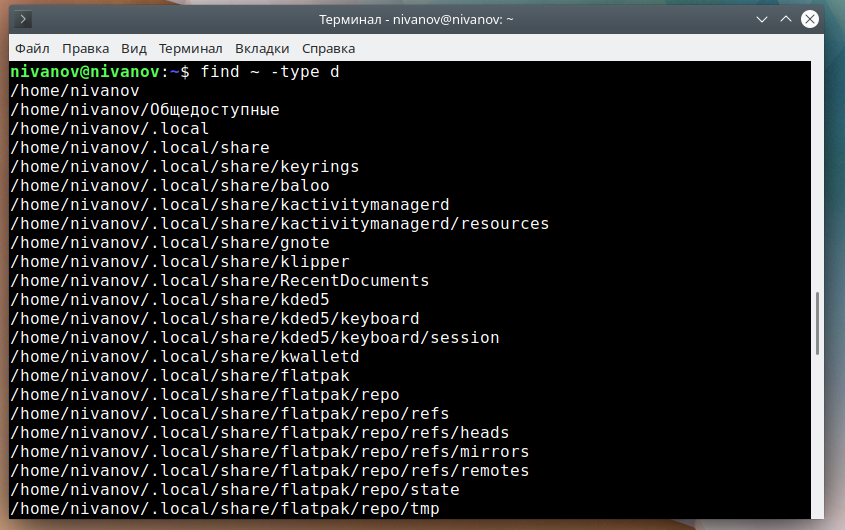 Терминал - nivanov@nivanov: ~
Файл Правка Вид Терминал Вкладки Справка
nivanov@nivanov:~$ find ~ -type d
/home/nivanov
/home/nivanov/Общедоступные
/home/nivanov/.local
/home/nivanov/.local/share
/home/nivanov/.local/share/keyrings
/home/nivanov/.local/share/baloo
/home/nivanov/.local/share/kactivitymanagerd
/home/nivanov/.local/share/kactivitymanagerd/resources
/home/nivanov/.local/share/gnote
/home/nivanov/.local/share/klipper
/home/nivanov/.local/share/RecentDocuments
/home/nivanov/.local/share/kded5
/home/nivanov/.local/share/kded5/keyboard
/home/nivanov/.local/share/kded5/keyboard/session
/home/nivanov/.local/share/kwalletd
/home/nivanov/.local/share/flatpak
/home/nivanov/.local/share/flatpak/repo
/home/nivanov/.local/share/flatpak/repo/refs
/home/nivanov/.local/share/flatpak/repo/refs/heads
/home/nivanov/.local/share/flatpak/repo/refs/mirrors
/home/nivanov/.local/share/flatpak/repo/refs/remotes
/home/nivanov/.local/share/flatpak/repo/state
/home/nivanov/.local/share/flatpak/repo/tmp